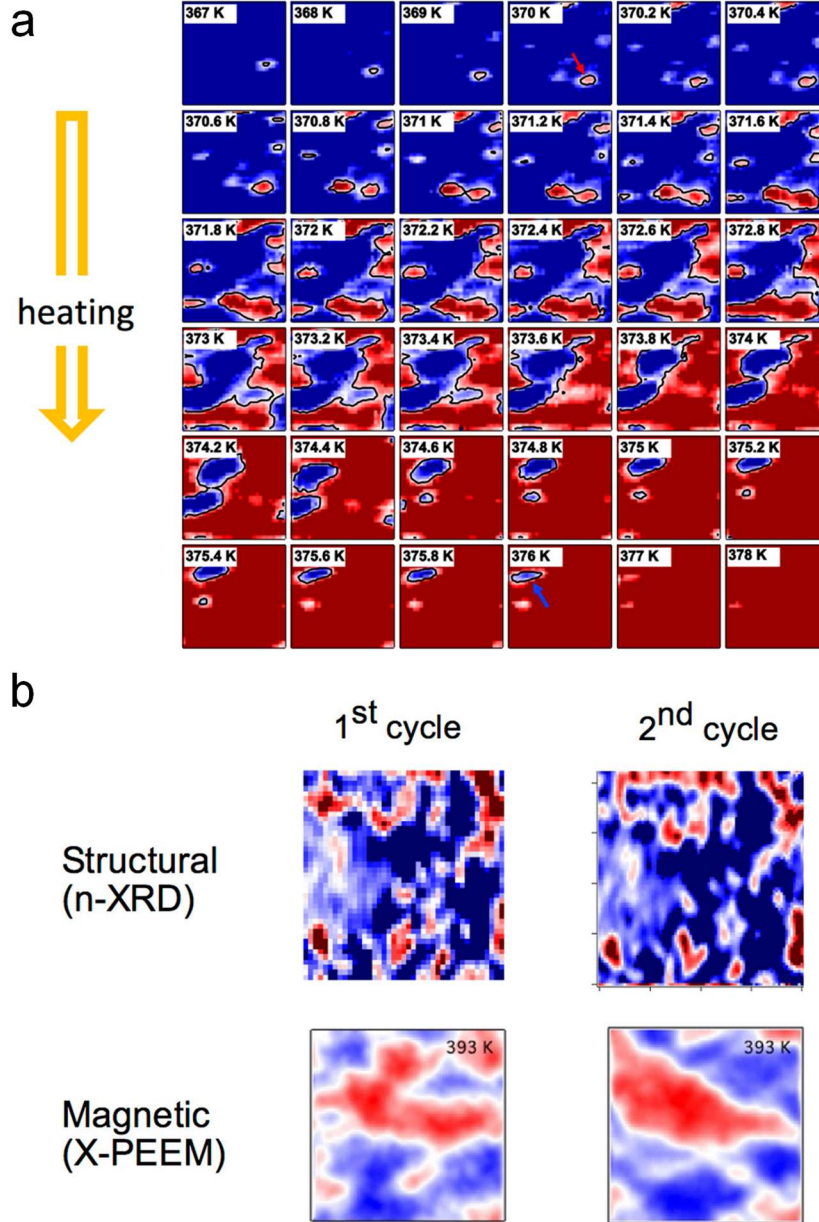 a
367 K 368 K 369 K 370 K 370.2 K 370.4 K
370.6 K 370.8 K 371 K 371.2 K 371.4 K 371.6 K
371.8 K 372 K 372.2 K 372.4 K 372.6 K 372.8 K
heating
373 K 373.2 K 373.4 K 373.6 K 373.8 K 374 K
374.2 K 374.4 K 374.6 K 374.8 K 375 K 375.2 K
375.4 K 375.6 K 375.8 K 376 K 377 K 378 K
b
1st cycle 2nd cycle
Structural
(n-XRD)
393 K 393 K
Magnetic
(X-PEEM)